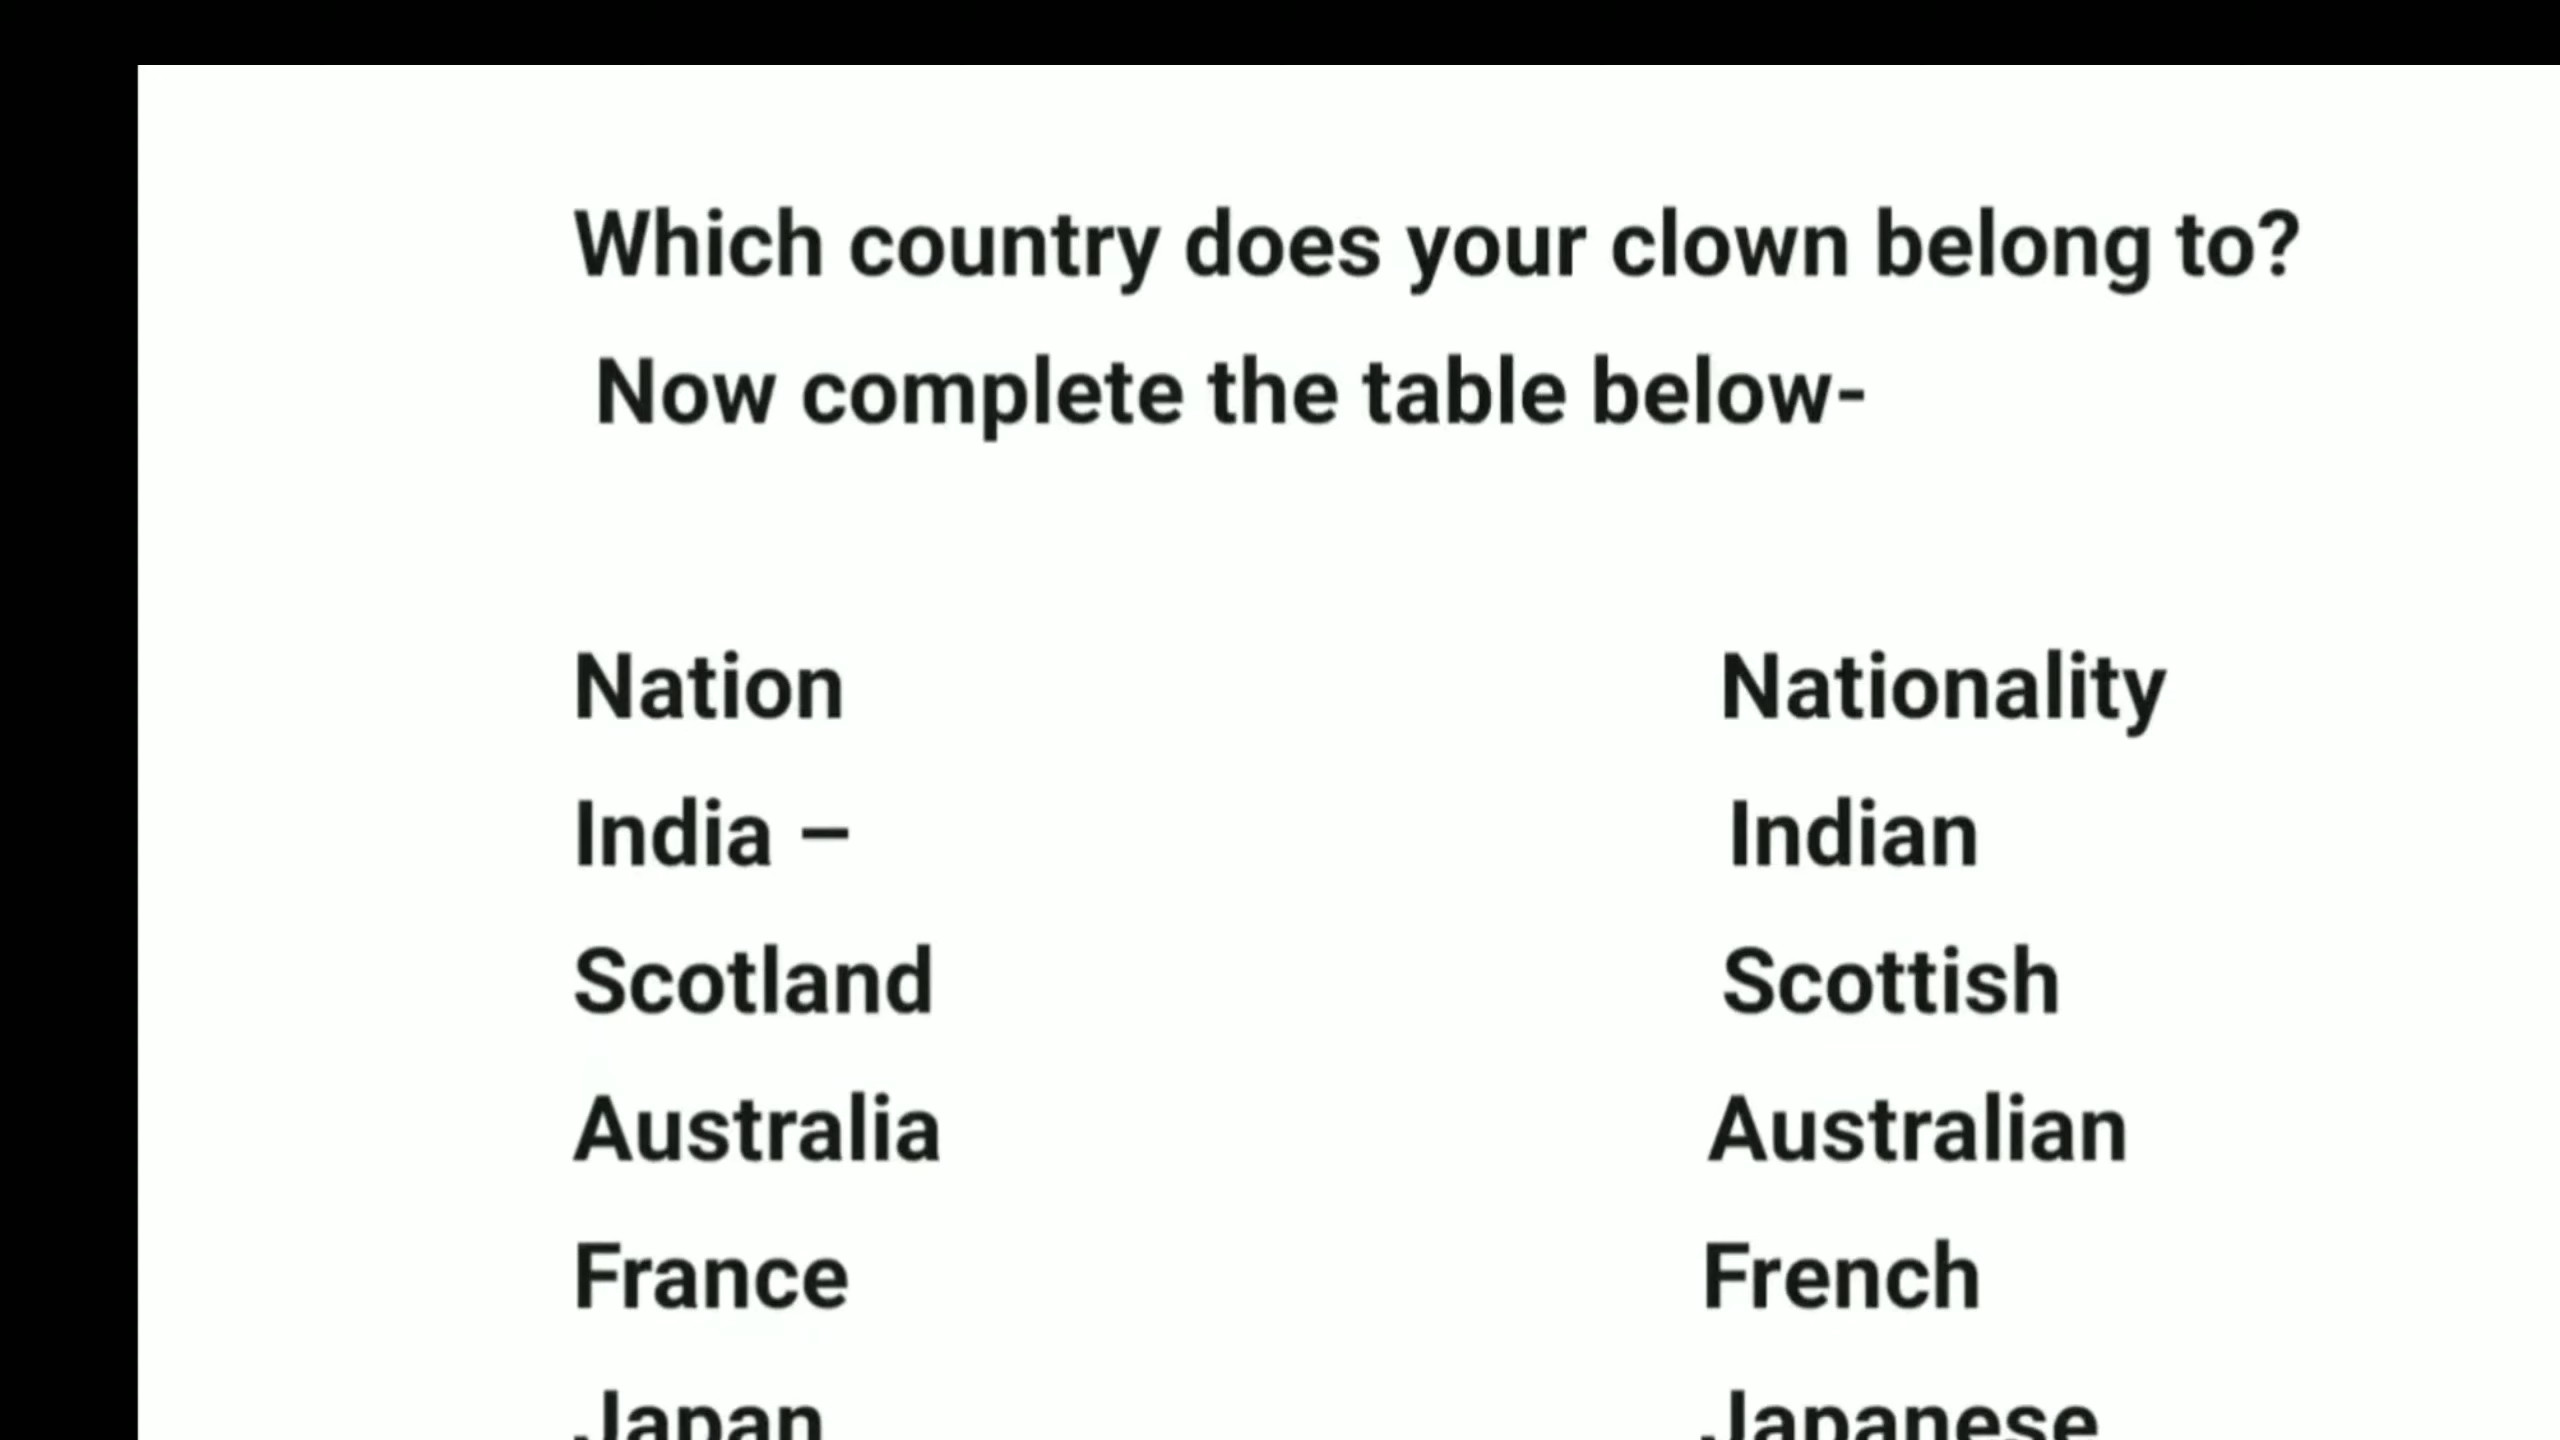 Which country does your clown belong to?
Now complete the table below-
Nation Nationality
India – Indian
Scotland Scottish
Australia Australian
France French
Japan Japanese